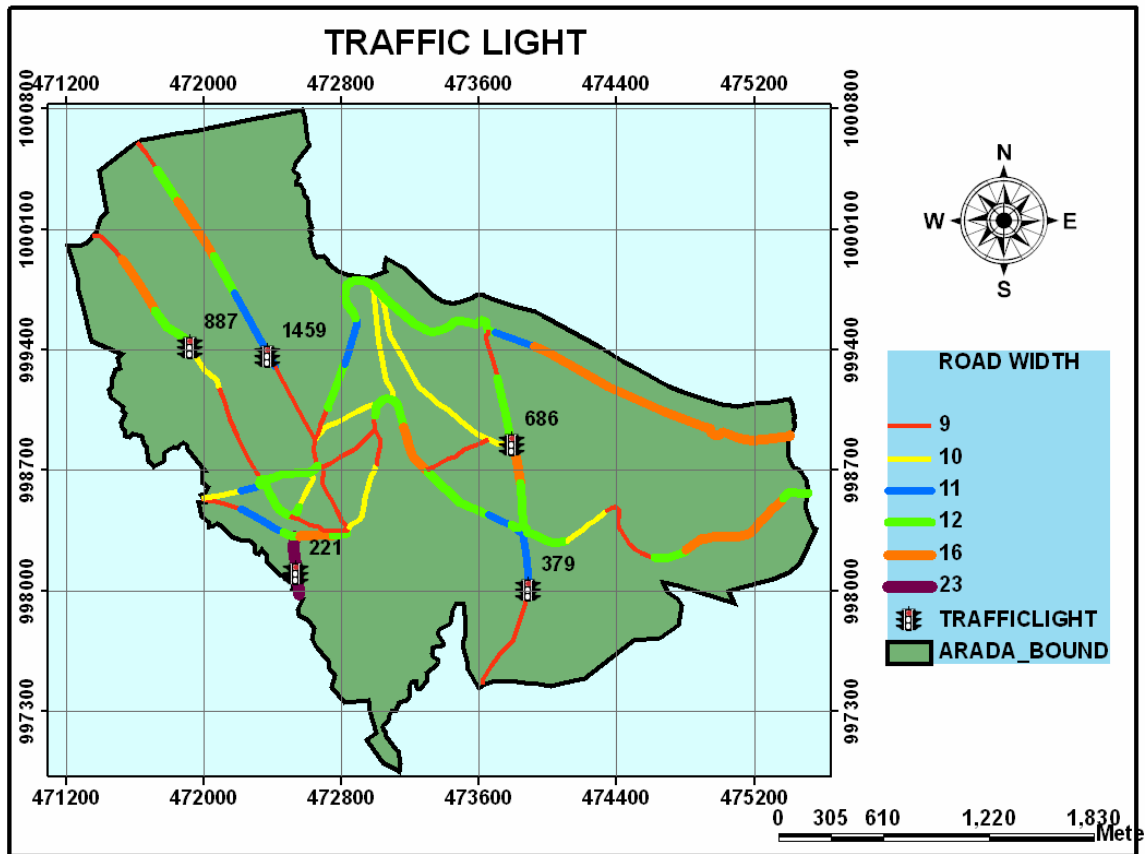 TRAFFIC LIGHT
471200 472000 472800 473600 474400 475200
1000800 1000800
1000100 1000100
999400 999400
998700 998700
998000 998000
997300 997300
N
W E
S
887
1459
686
221
379
ROAD WIDTH
9
10
11
12
16
23
TRAFFICLIGHT
ARADA_BOUND
471200 472000 472800 473600 474400 475200
0 305 610 1,220 1,830
Mete